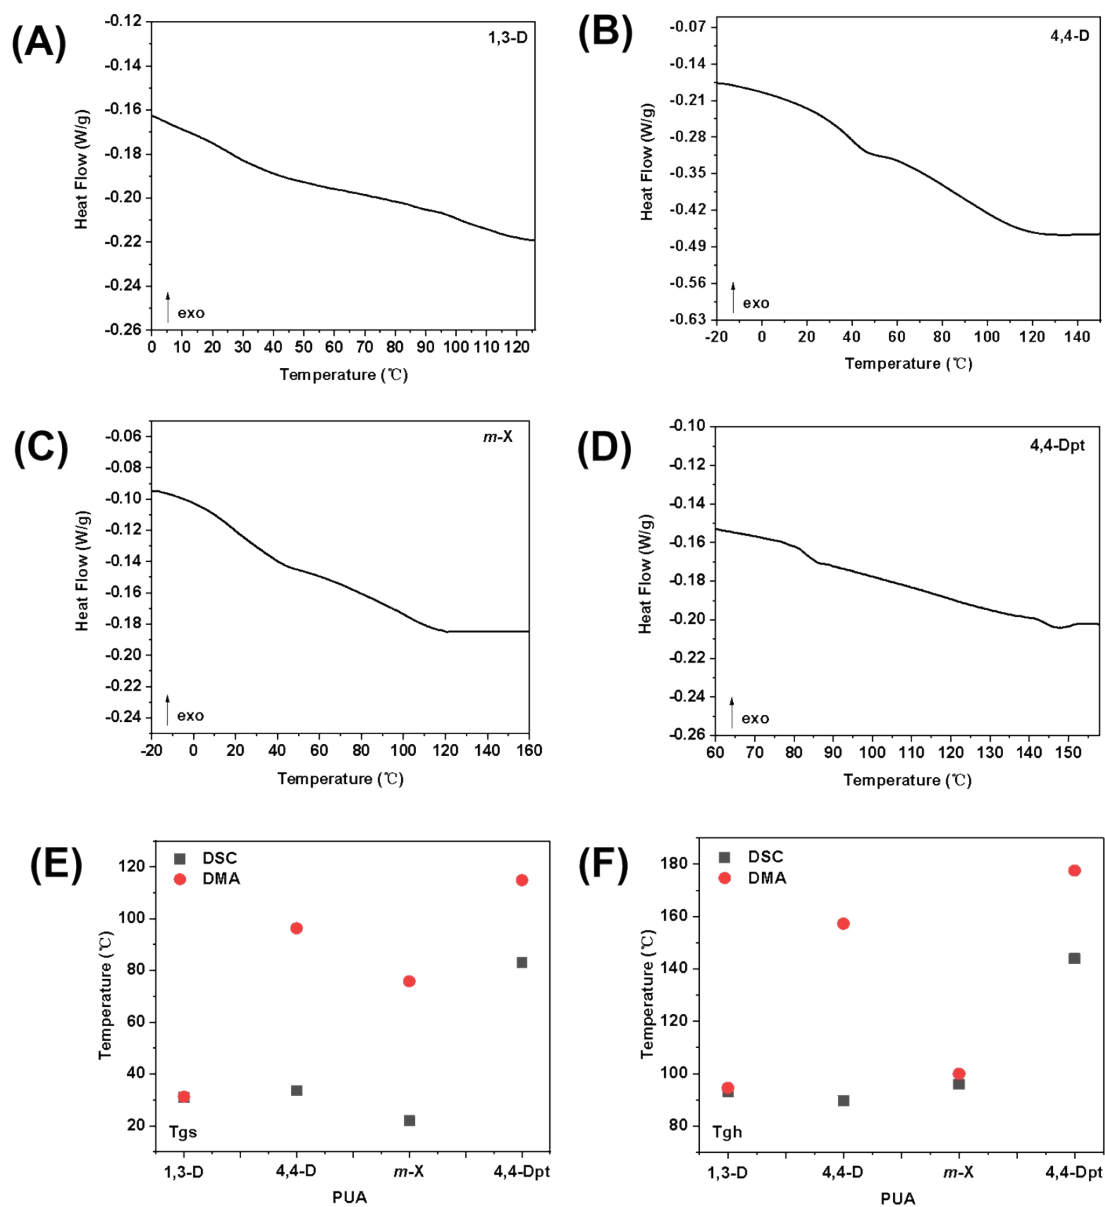 (A)
1,3-D
-0.12
-0.14
-0.16
-0.18
-0.20
-0.22
-0.24
-0.26
Heat Flow (W/g)
exo
0 10 20 30 40 50 60 70 80 90 100 110 120
Temperature (℃)
(B)
4,4-D
-0.07
-0.14
-0.21
-0.28
-0.35
-0.42
-0.49
-0.56
-0.63
Heat Flow (W/g)
exo
-20 0 20 40 60 80 100 120 140
Temperature (℃)
(C)
m-X
-0.06
-0.08
-0.10
-0.12
-0.14
-0.16
-0.18
-0.20
-0.22
-0.24
Heat Flow (W/g)
exo
-20 0 20 40 60 80 100 120 140 160
Temperature (℃)
(D)
4,4-Dpt
-0.10
-0.12
-0.14
-0.16
-0.18
-0.20
-0.22
-0.24
-0.26
Heat Flow (W/g)
exo
60 70 80 90 100 110 120 130 140 150
Temperature (℃)
(E)
DSC
DMA
120
100
80
60
40
20
Temperature (℃)
Tgs
1,3-D 4,4-D m-X 4,4-Dpt
PUA
(F)
DSC
DMA
180
160
140
120
100
80
60
Temperature (℃)
Tgh
1,3-D 4,4-D m-X 4,4-Dpt
PUA